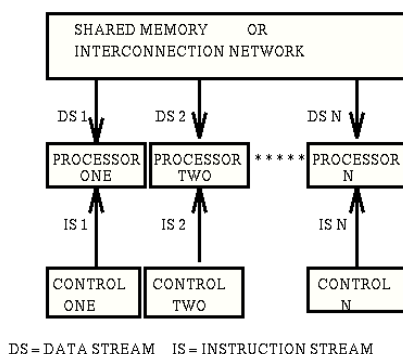 SHARED MEMORY OR
INTERCONNECTION NETWORK
DS 1 DS 2 DS N
PROCESSOR PROCESSOR * * * * * PROCESSOR
ONE TWO N
IS 1 IS 2 IS N
CONTROL CONTROL CONTROL
ONE TWO N
DS = DATA STREAM IS = INSTRUCTION STREAM